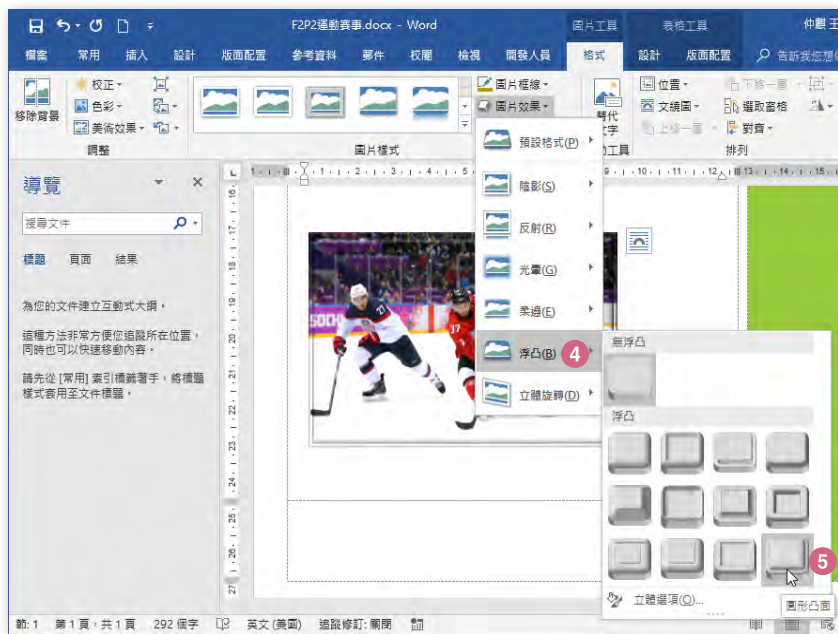 F2P2運動賽事.docx - Word
圖片工具
表格工具
檔案
常用
插入
設計
版面配置
參考資料
郵件
校閱
檢視
開發人員
格式
設計
版面配置
移除背景
校正
色彩
美術效果
調整
圖片樣式
圖片框線
圖片效果
替代
文字
位置
文繞圖
上移一層
下移一層
選取窗格
對齊
排列
導覽
搜尋文件
標題
頁面
結果
為您的文件建立互動式大綱。
這種方法非常方便您追蹤所在位置,
同時也可以快速移動內容。
請先從 [常用] 索引標籤著手,將標題
樣式套用至文件標題。
預設格式(P)
陰影(S)
反射(R)
光暈(G)
柔邊(E)
浮凸(B)
4
立體旋轉(D)
無浮凸
浮凸
5
立體選項(O)...
圓形凸面
27
37
節: 1
第 1 頁,共 1 頁
292 個字
英文 (美國)
追蹤修訂: 關閉